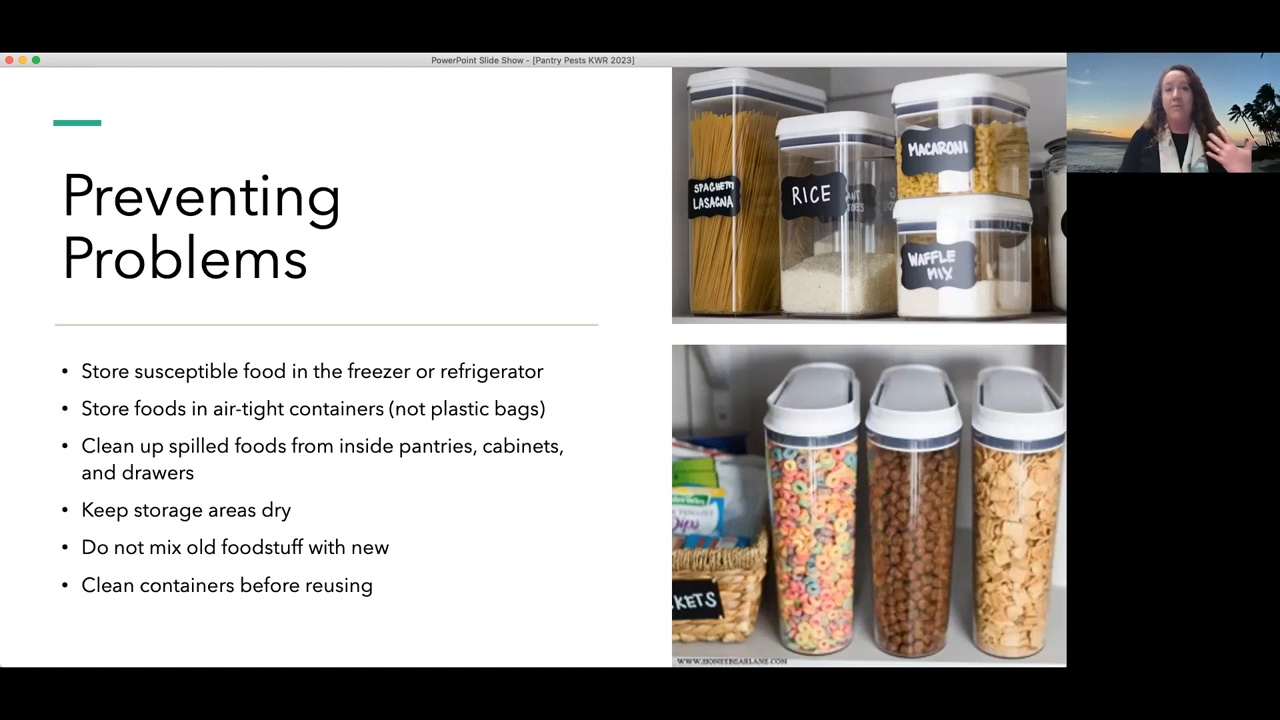 PowerPoint Slide Show - [Pantry Pests KWR 2023]
Preventing
Problems
• Store susceptible food in the freezer or refrigerator
• Store foods in air-tight containers (not plastic bags)
• Clean up spilled foods from inside pantries, cabinets,
and drawers
• Keep storage areas dry
• Do not mix old foodstuff with new
• Clean containers before reusing
SPAGHETTI
LASAGNA
RICE
MACARONI
WAFFLE
MIX
KETS
WWW.HONEYBEARLANE.COM